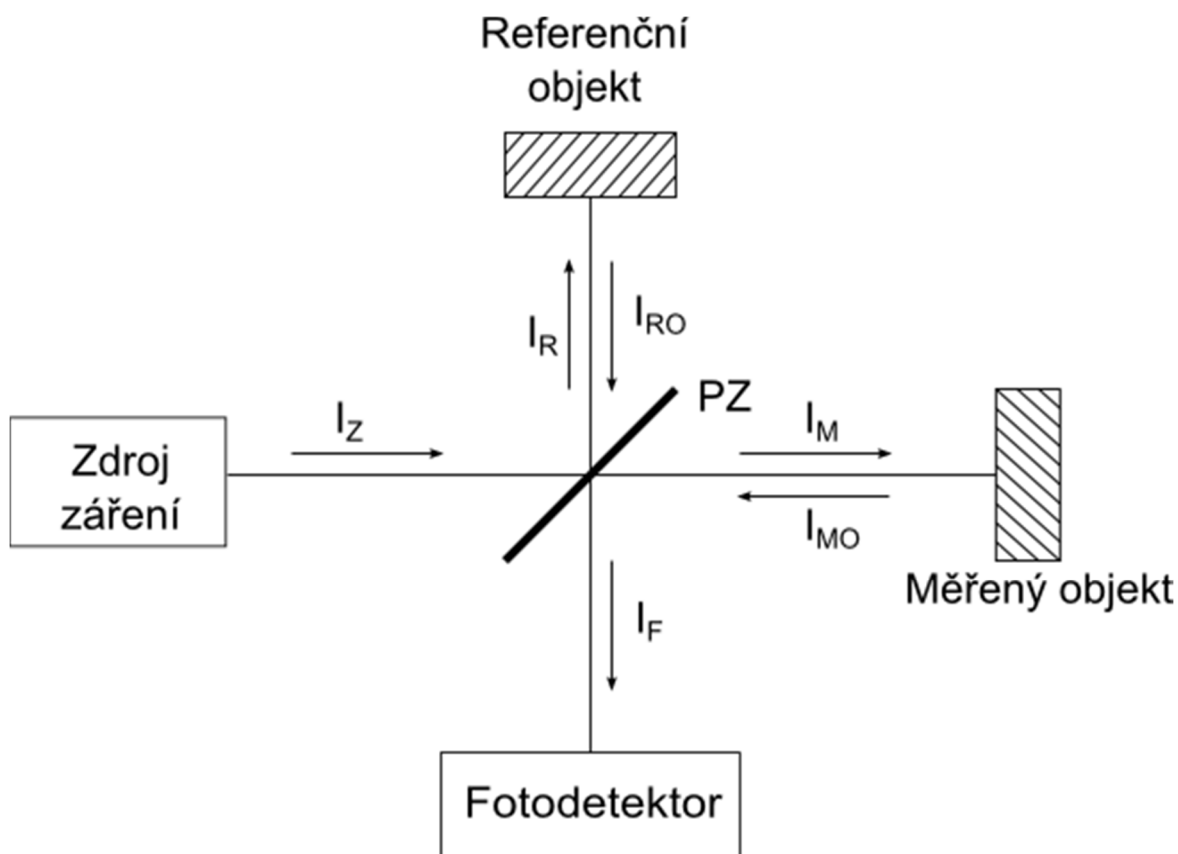 Referenční
objekt
I_R
I_RO
PZ
I_Z
I_M
Zdroj
záření
I_MO
Měřený objekt
I_F
Fotodetektor